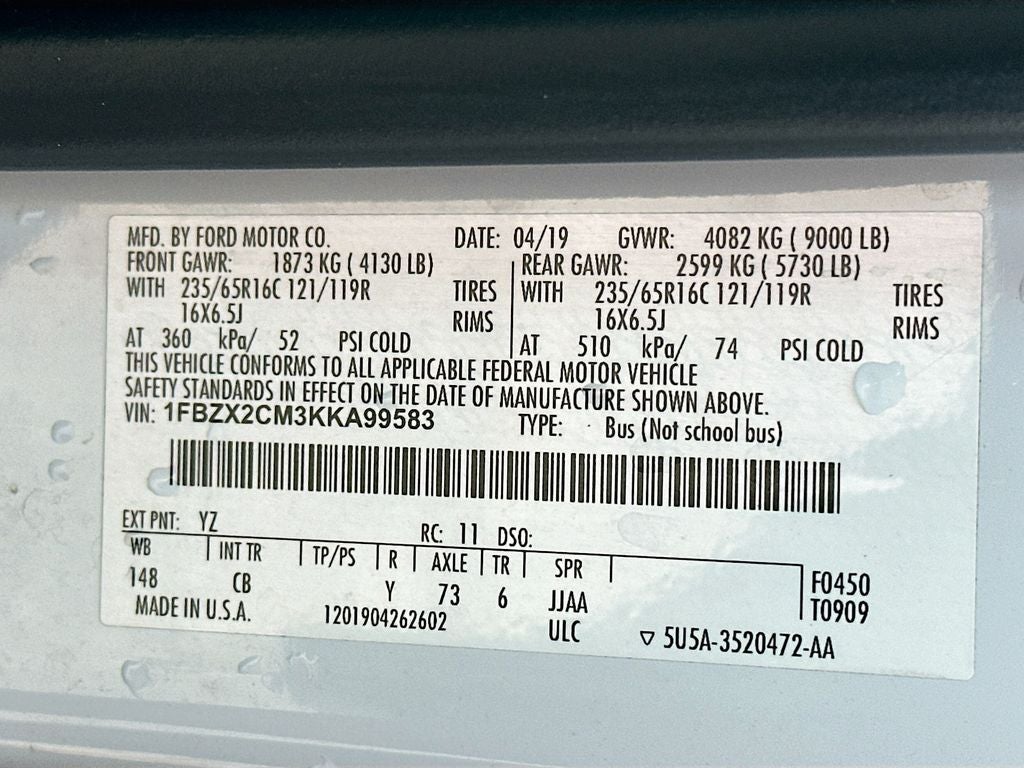 MFD. BY FORD MOTOR CO. DATE: 04/19 GVWR: 4082 KG ( 9000 LB)
FRONT GAWR: 1873 KG ( 4130 LB) REAR GAWR: 2599 KG ( 5730 LB)
WITH 235/65R16C 121/119R TIRES WITH 235/65R16C 121/119R TIRES
16X6.5J RIMS 16X6.5J RIMS
AT 360 kPa/ 52 PSI COLD AT 510 kPa/ 74 PSI COLD
THIS VEHICLE CONFORMS TO ALL APPLICABLE FEDERAL MOTOR VEHICLE
SAFETY STANDARDS IN EFFECT ON THE DATE OF MANUFACTURE SHOWN ABOVE.
VIN: 1FBZX2CM3KKA99583 TYPE: Bus (Not school bus)
EXT PNT: YZ RC: 11 DSO:
WB INT TR TP/PS R AXLE TR SPR
148 CB Y 73 6 JJAA F0450
MADE IN U.S.A. 1201904262602 ULC T0909
▽ 5U5A-3520472-AA